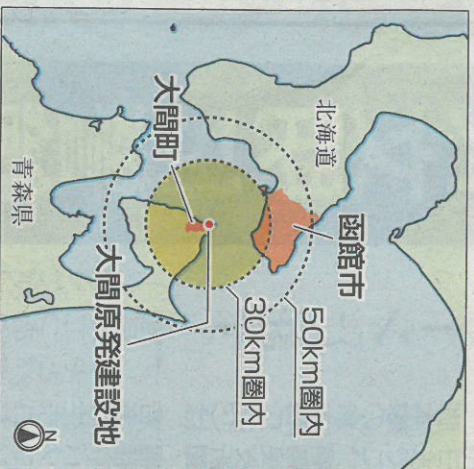 北海道
函館市
50km圏内
30km圏内
大間町
青森県
大間原発建設地
N